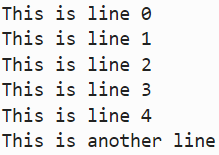 This is line 0
This is line 1
This is line 2
This is line 3
This is line 4
This is another line